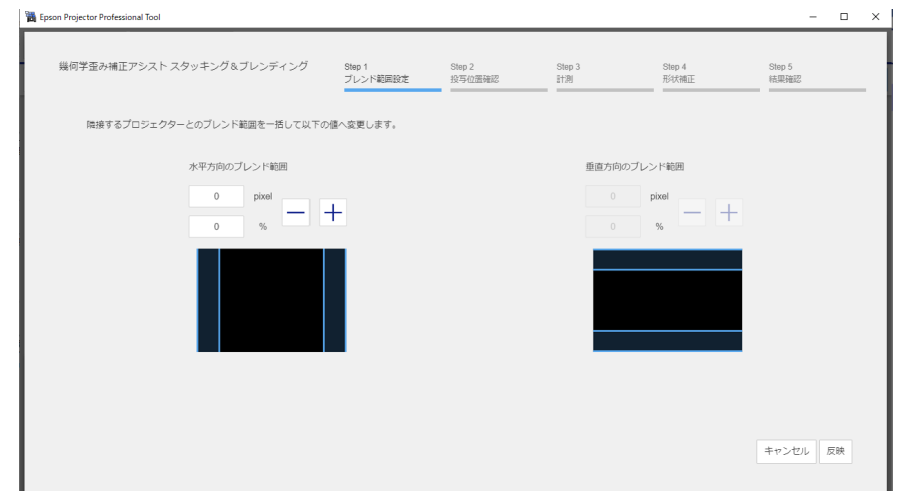 Epson Projector Professional Tool
幾何学歪み補正アシスト スタッキング＆ブレンディング
Step 1
ブレンド範囲設定
Step 2
投写位置確認
Step 3
計測
Step 4
形状補正
Step 5
結果確認
隣接するプロジェクターとのブレンド範囲を一括して以下の値へ変更します。
水平方向のブレンド範囲
0 pixel
0 %
垂直方向のブレンド範囲
0 pixel
0 %
キャンセル
反映